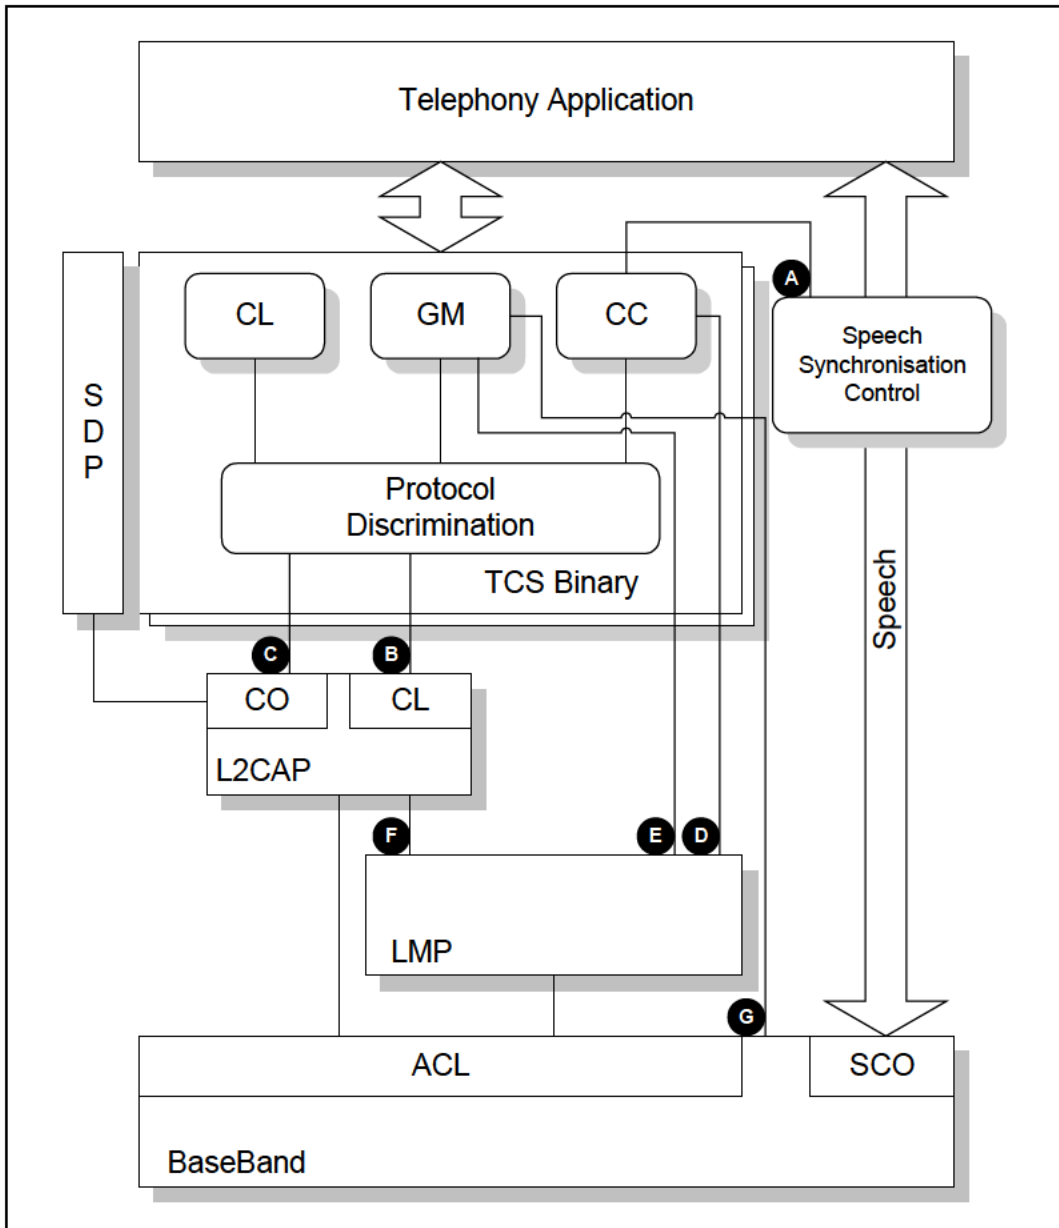 Telephony Application
A
CL
GM
CC
Speech
Synchronisation
Control
S
D
P
Protocol
Discrimination
TCS Binary
Speech
C
B
CO
CL
L2CAP
F
E
D
LMP
G
ACL
SCO
BaseBand